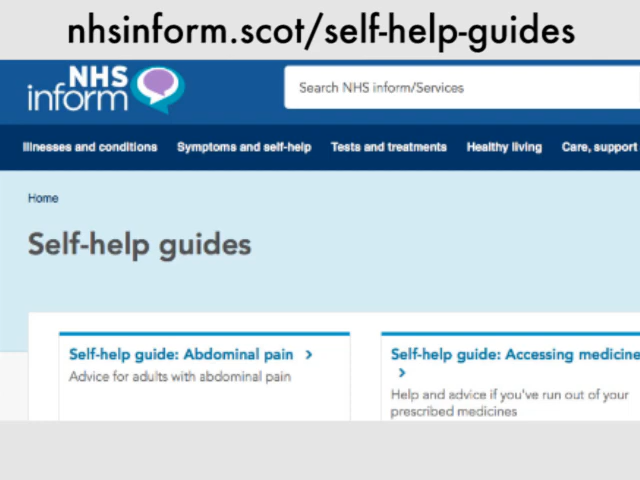 nhsinform.scot/self-help-guides
NHS
inform
Search NHS inform/Services
Illnesses and conditions Symptoms and self-help Tests and treatments Healthy living Care, support
Home
Self-help guides
Self-help guide: Abdominal pain >
Advice for adults with abdominal pain
Self-help guide: Accessing medicine
>
Help and advice if you've run out of your
prescribed medicines